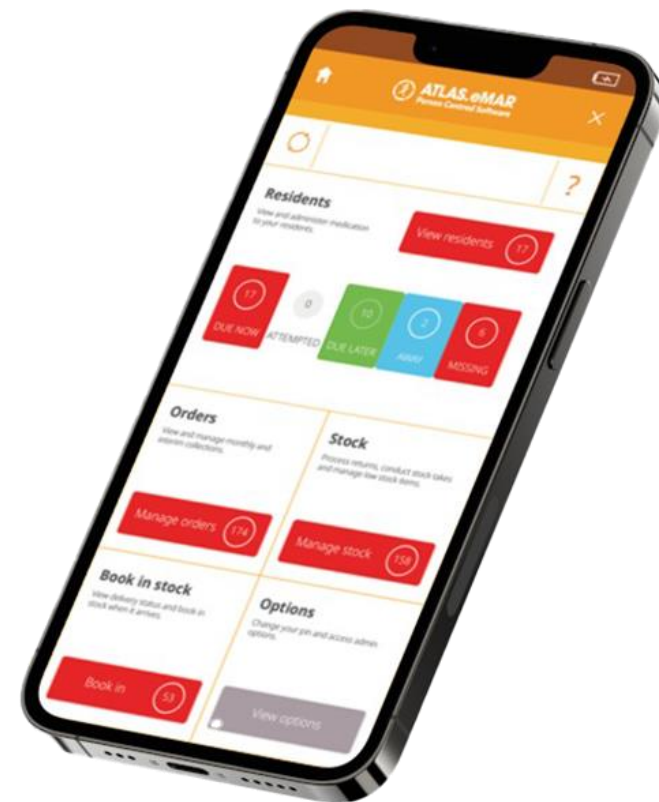 ATLAS.eMAR
Person Centred Software
?
Residents
View and administer medication
to your residents.
View residents 17
17
DUE NOW
0
ATTEMPTED
10
DUE LATER
2
AWAY
6
MISSING
Orders
View and manage monthly and
interim collections.
Manage orders 174
Stock
Process returns, conduct stock takes
and manage low stock items.
Manage stock 158
Book in stock
View delivery status and book in
stock when it arrives.
Book in 53
Options
Change your pin and access admin
options.
View options